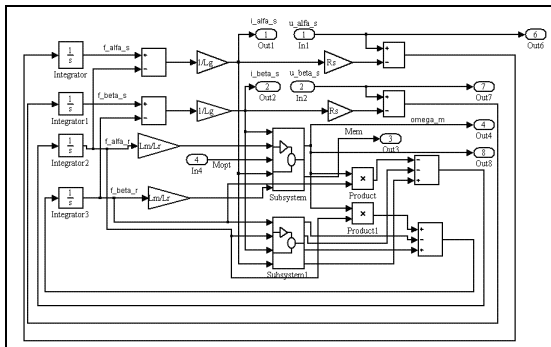 i_alfa_s
u_alfa_s
1
Out1
1
In1
6
Out6
f_alfa_s
1
s
Integrator
+
−
1/Lg
Rs
+
−
i_beta_s
u_beta_s
2
Out2
2
In2
7
Out7
f_beta_s
1
s
Integrator1
+
−
1/Lg
Rs
+
−
omega_m
4
Out4
Mem
3
Out3
8
Out8
1
s
Integrator2
f_alfa_r
Lm/Lr
4
In4
Mopt
Subsystem
×
Product
−
−
+
1
s
Integrator3
f_beta_r
Lm/Lr
×
Product1
+
−
+
Subsystem1